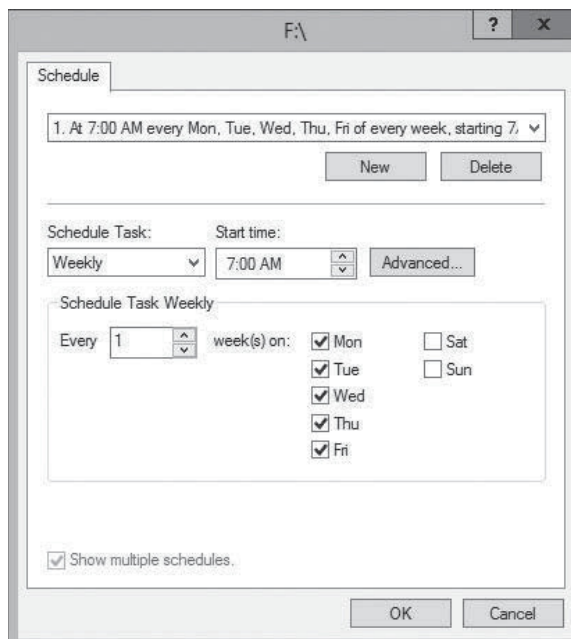 F:\
?
x
Schedule
1. At 7:00 AM every Mon, Tue, Wed, Thu, Fri of every week, starting 7/
New
Delete
Schedule Task:
Start time:
Weekly
7:00 AM
Advanced...
Schedule Task Weekly
Every 1 week(s) on:
Mon
Sat
Tue
Sun
Wed
Thu
Fri
Show multiple schedules.
OK
Cancel